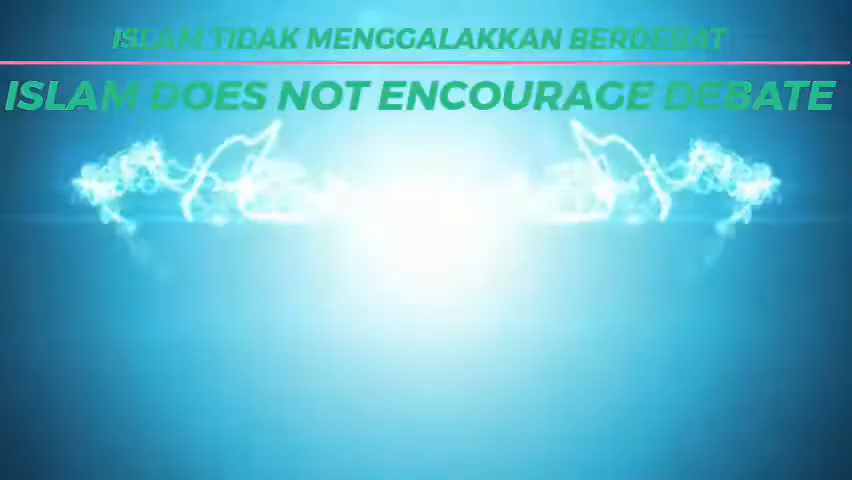 ISLAM TIDAK MENGGALAKKAN BERDEBAT
ISLAM DOES NOT ENCOURAGE DEBATE